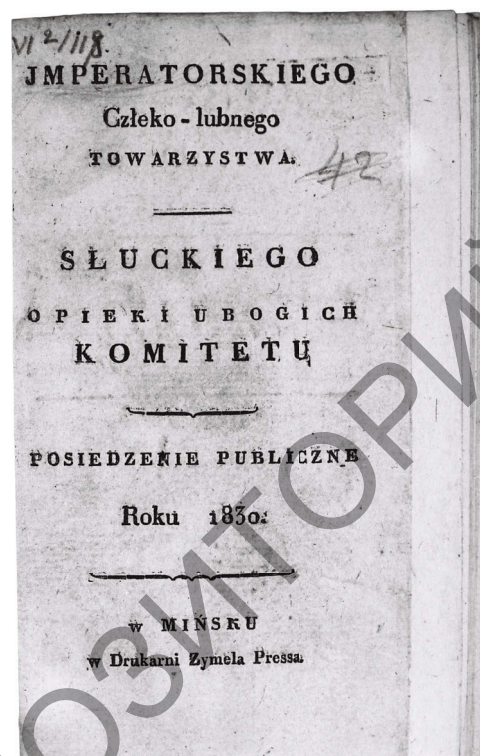 VI 2/118.
JMPERATORSKIEGO
Człeko - lubnego
TOWARZYSTWA.
42
SŁUCKIEGO
OPIEKI UBOGICH
KOMITETU
POSIEDZENIE PUBLICZNE
Roku 1830.
w MIŃSKU
w Drukarni Zymela Pressa.